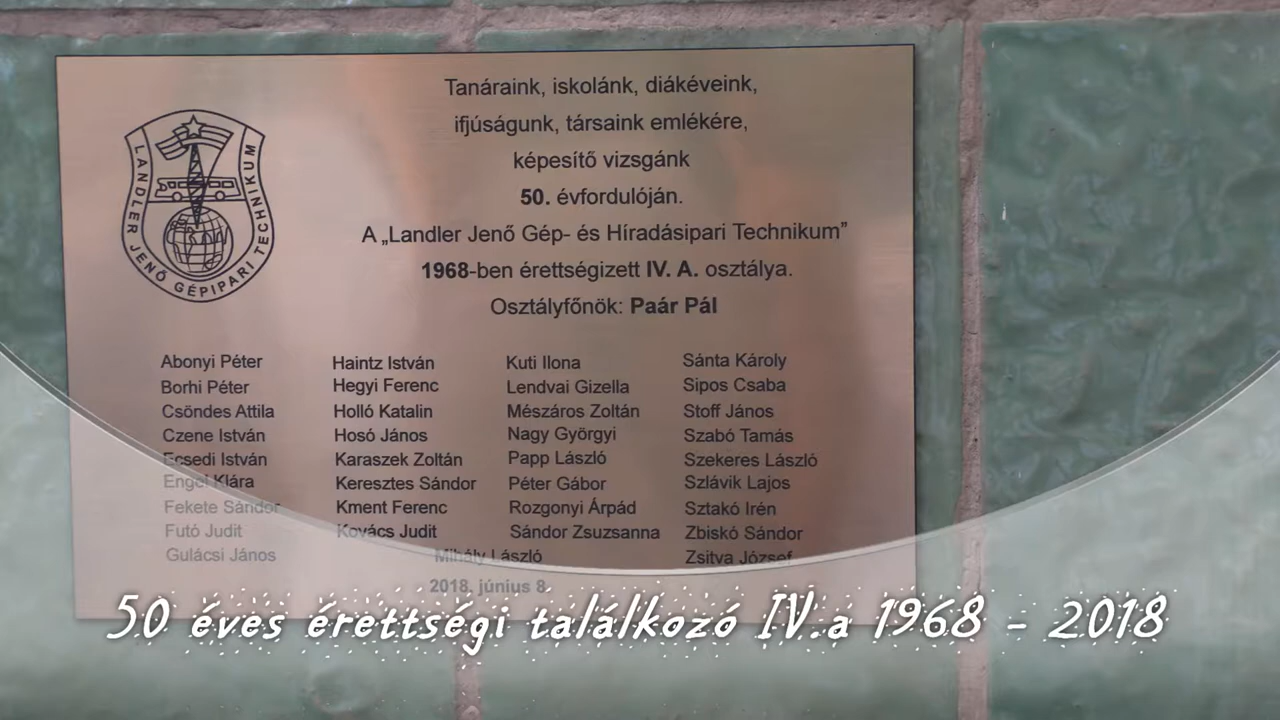 Tanáraink, iskolánk, diákéveink,
ifjúságunk, társaink emlékére,
képesítő vizsgánk
50. évfordulóján.
A „Landler Jenő Gép- és Híradásipari Technikum”
1968-ben érettségizett IV. A. osztálya.
Osztályfőnök: Paár Pál
LANDLER JENŐ GÉPIPARI TECHNIKUM
Abonyi Péter Haintz István Kuti Ilona Sánta Károly
Borhi Péter Hegyi Ferenc Lendvai Gizella Sipos Csaba
Csöndes Attila Holló Katalin Mészáros Zoltán Stoff János
Czene István Hosó János Nagy Györgyi Szabó Tamás
Ecsedi István Karaszek Zoltán Papp László Szekeres László
Engel Klára Keresztes Sándor Péter Gábor Szlávik Lajos
Fekete Sándor Kment Ferenc Rozgonyi Árpád Sztakó Irén
Futó Judit Kovács Judit Sándor Zsuzsanna Zbiskó Sándor
Gulácsi János Mihály László Zsitva József
2018. június 8.
50 éves érettségi találkozó IV.a 1968 - 2018